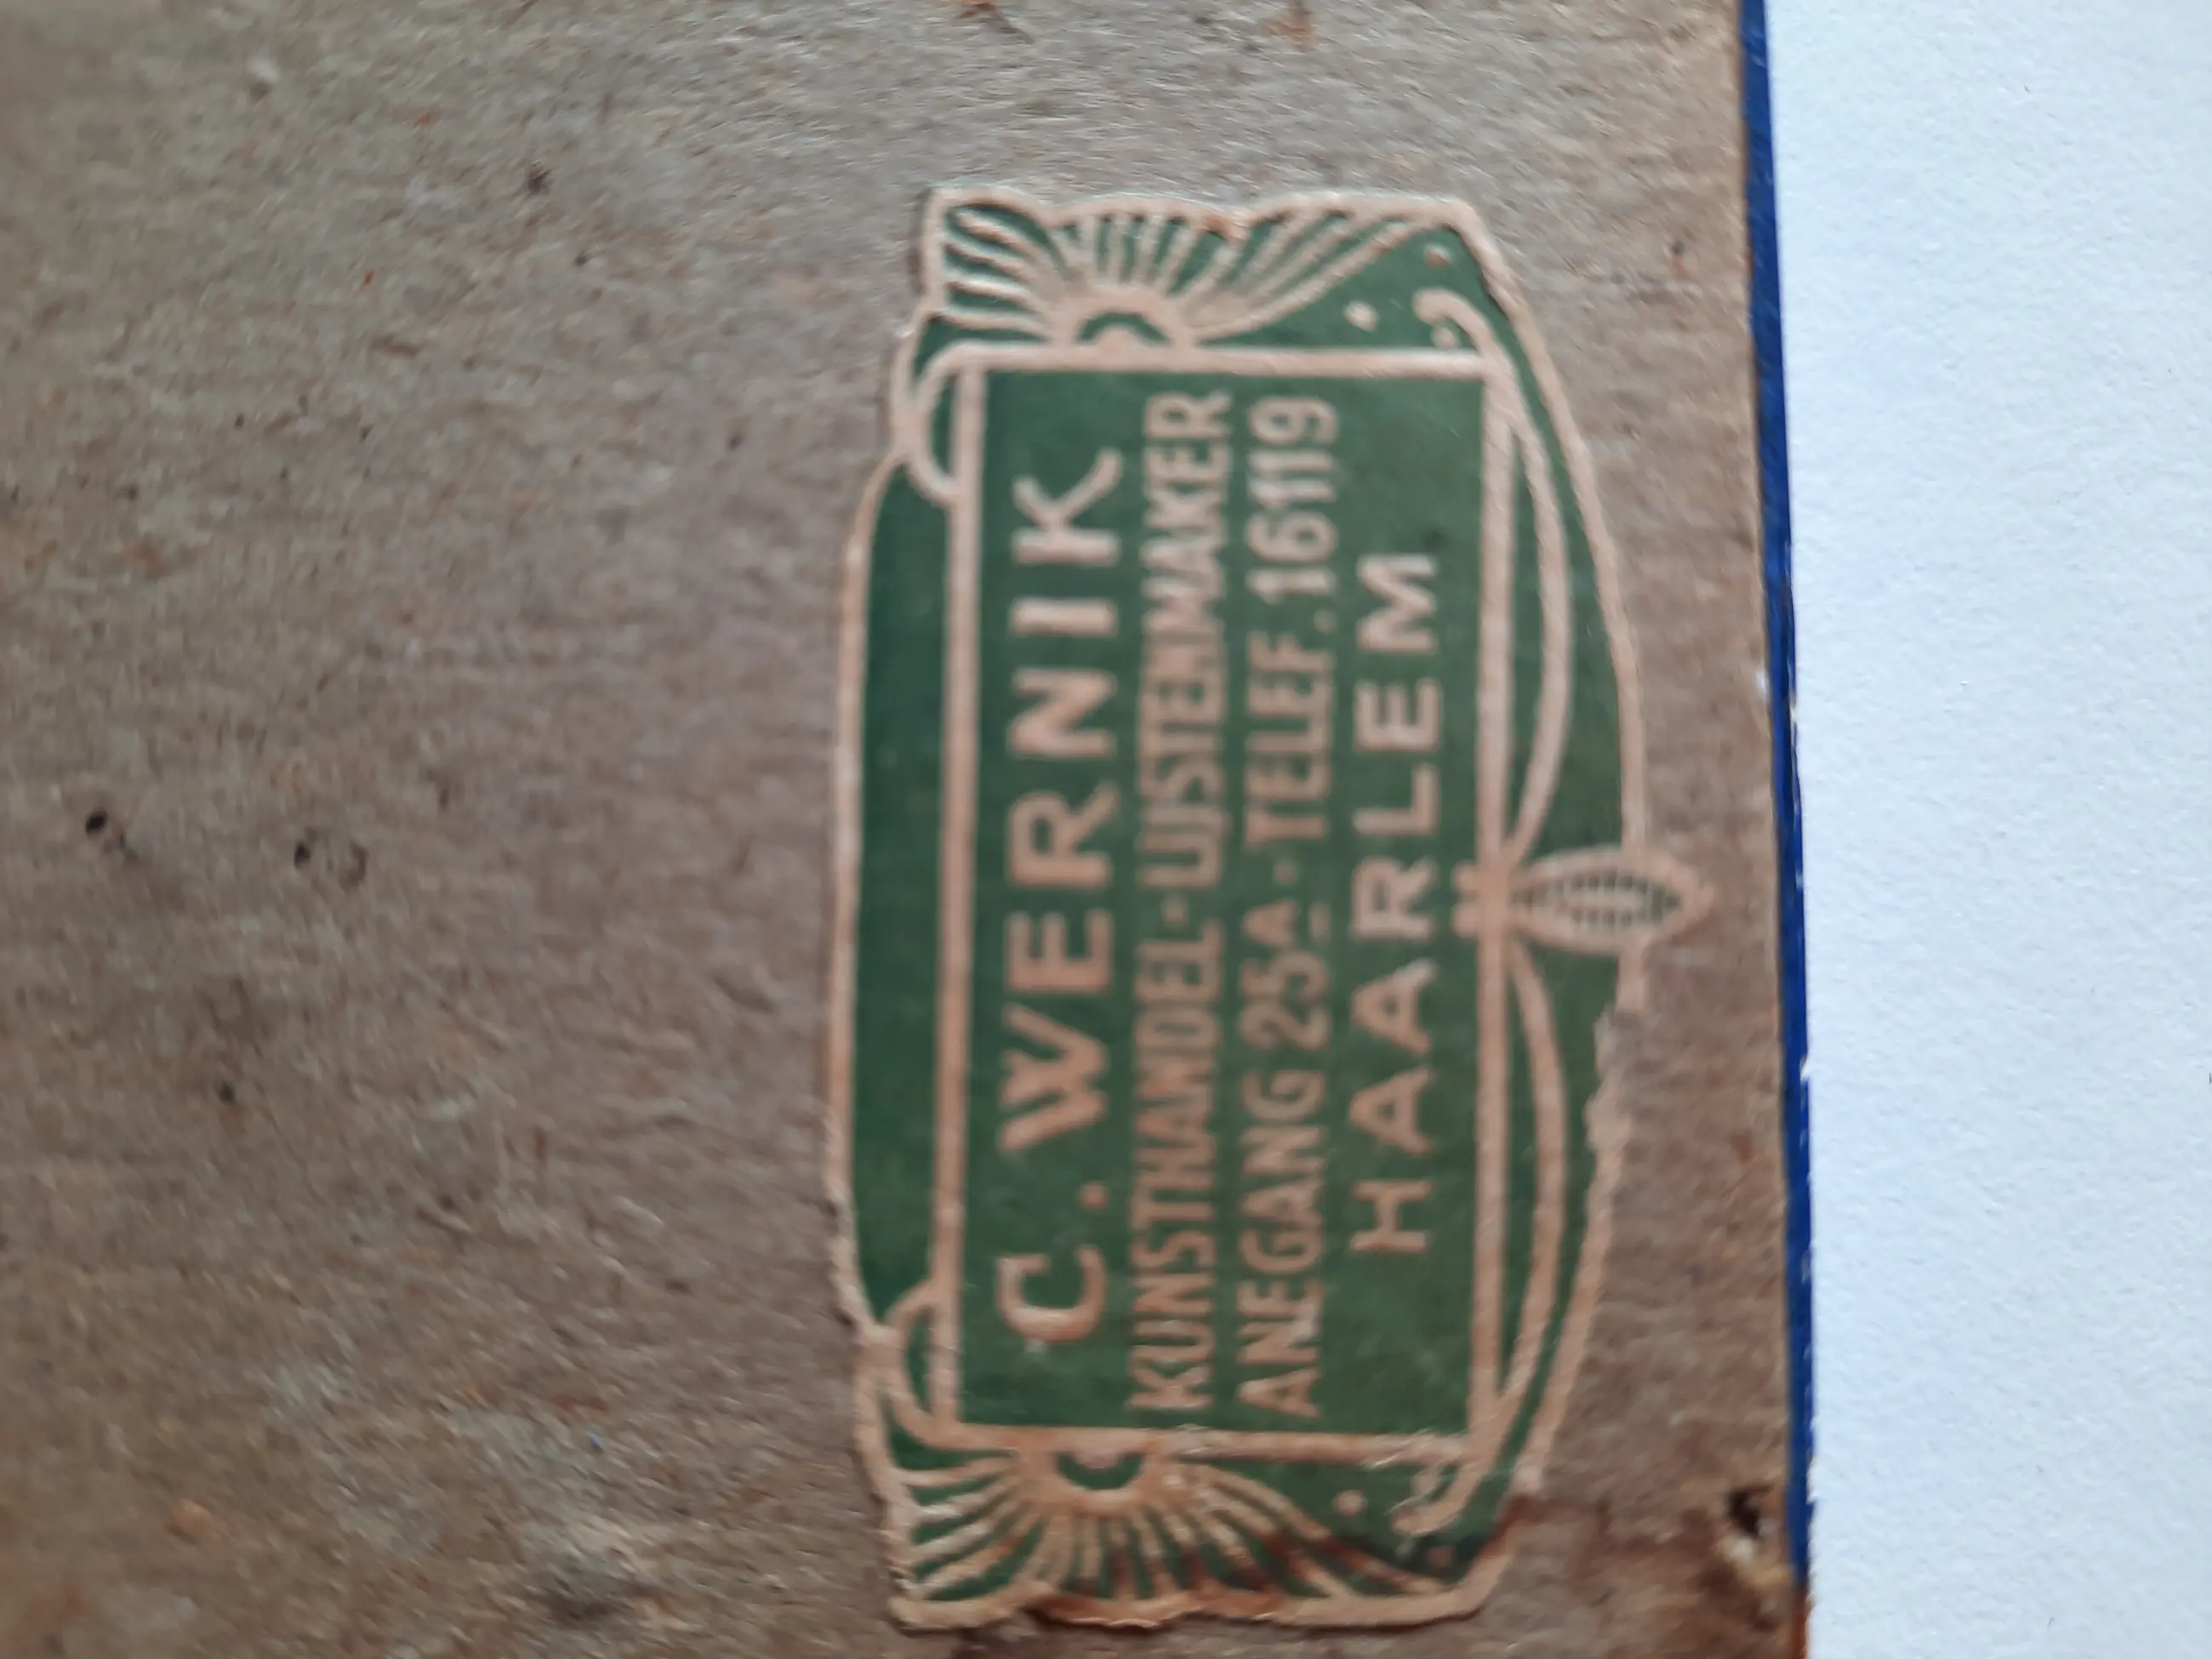 C. WERNIK
KUNSTHANDEL-LIJSTENMAKER
ANEGANG 25A-TELEF.16119
HAARLEM